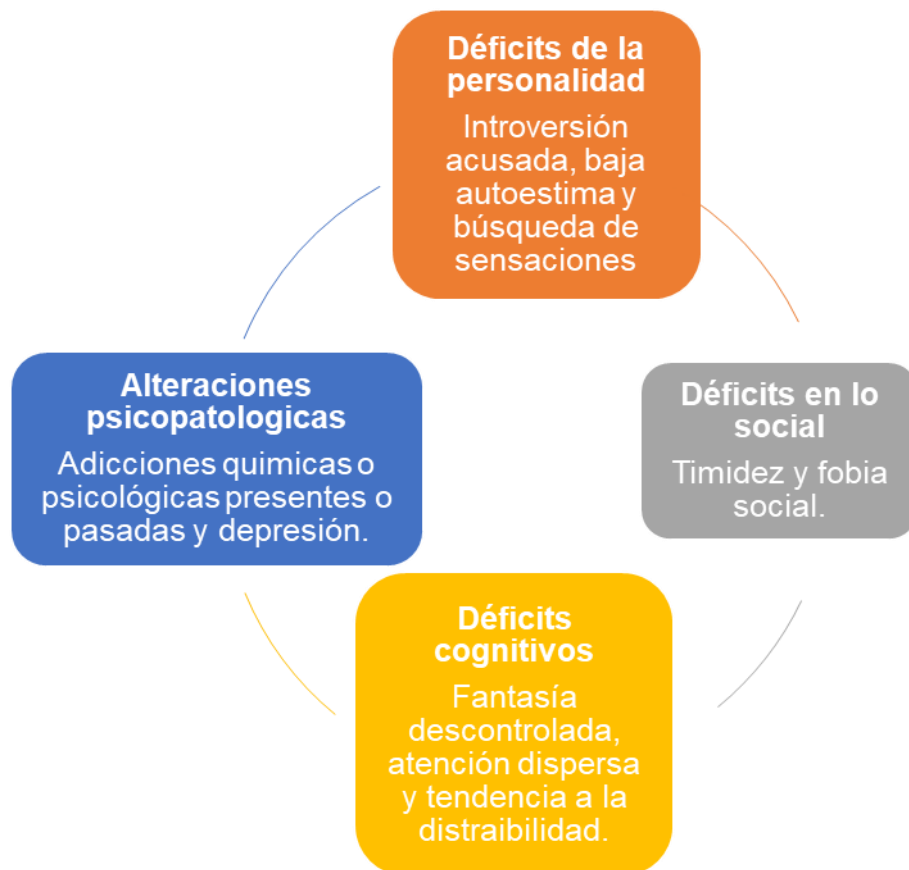 Déficits de la
personalidad
Introversión
acusada, baja
autoestima y
búsqueda de
sensaciones
Déficits en lo
social
Timidez y fobia
social.
Déficits
cognitivos
Fantasía
descontrolada,
atención dispersa
y tendencia a la
distraibilidad.
Alteraciones
psicopatologicas
Adicciones quimicas o
psicológicas presentes o
pasadas y depresión.